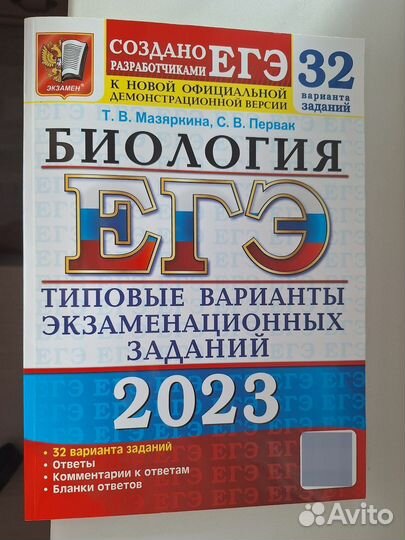 СОЗДАНО
РАЗРАБОТЧИКАМИ ЕГЭ
К НОВОЙ ОФИЦИАЛЬНОЙ
ДЕМОНСТРАЦИОННОЙ ВЕРСИИ
32
варианта
заданий
ЭКЗАМЕН
Т. В. Мазяркина, С. В. Первак
БИОЛОГИЯ
ЕГЭ
ТИПОВЫЕ ВАРИАНТЫ
ЭКЗАМЕНАЦИОННЫХ
ЗАДАНИЙ
2023
• 32 варианта заданий
• Ответы
• Комментарии к ответам
• Бланки ответов
Avito